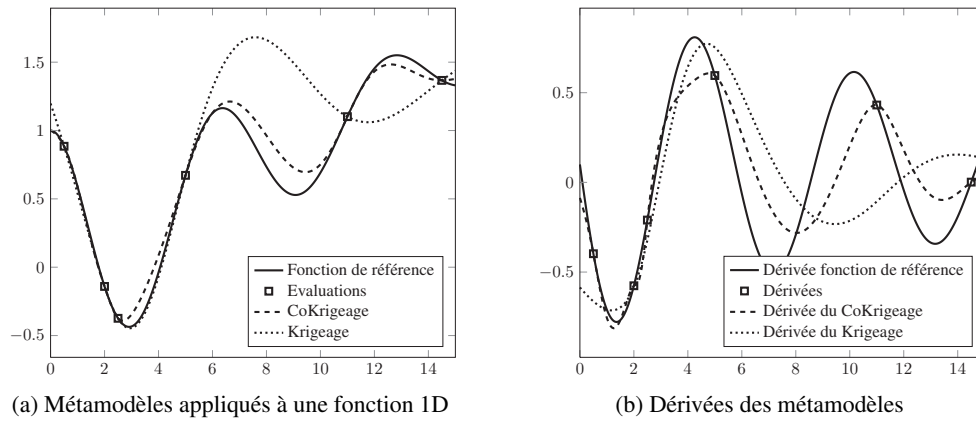 1.5
1
0.5
0
−0.5
0 2 4 6 8 10 12 14
Fonction de référence
Evaluations
CoKrigeage
Krigeage
(a) Métamodèles appliqués à une fonction 1D
0.5
0
−0.5
0 2 4 6 8 10 12 14
Dérivée fonction de référence
Dérivées
Dérivée du CoKrigeage
Dérivée du Krigeage
(b) Dérivées des métamodèles